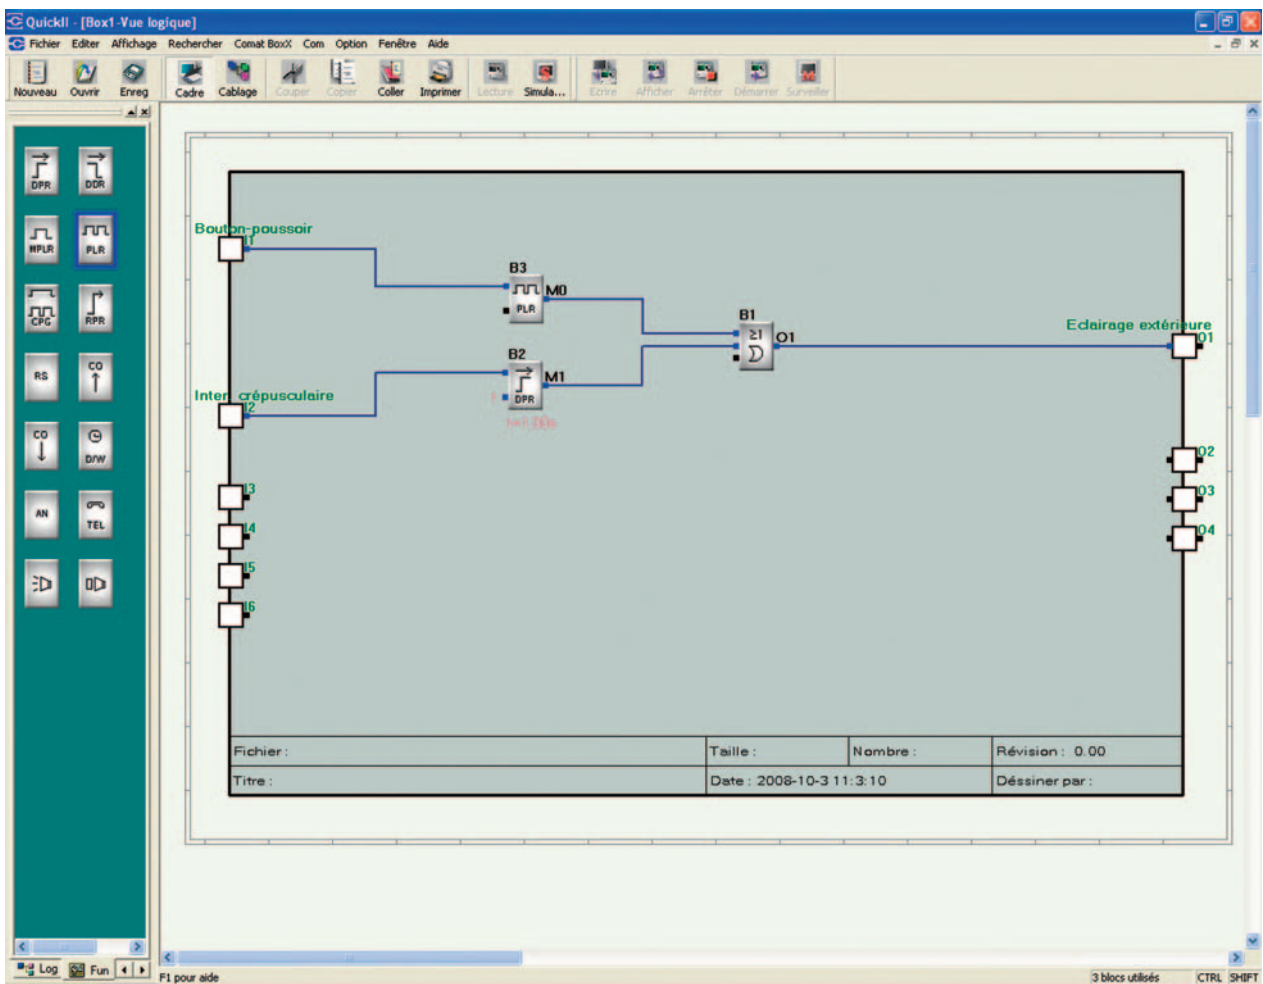 QuickII - [Box1-Vue logique]
Fichier Editer Affichage Rechercher Comat BoxX Com Option Fenêtre Aide
Nouveau Ouvrir Enreg Cadre Cablage Couper Copier Coller Imprimer Lecture Simula... Ecrire Afficher Arrêter Démarrer Surveiller
DPR DDR
MPLR PLR
CPG RPR
RS CO
CO D/W
AN TEL
Bouton-poussoir
I1
B3
M0
PLR
B1
O1
≥1
Eclairage extérieure
O1
B2
M1
DPR
Inter. crépusculaire
I2
I3
I4
I5
I6
O2
O3
O4
Fichier : Taille : Nombre : Révision : 0.00
Titre : Date : 2008-10-3 11:3:10 Déssiner par :
Log Fun
F1 pour aide 3 blocs utilisés CTRL SHIFT